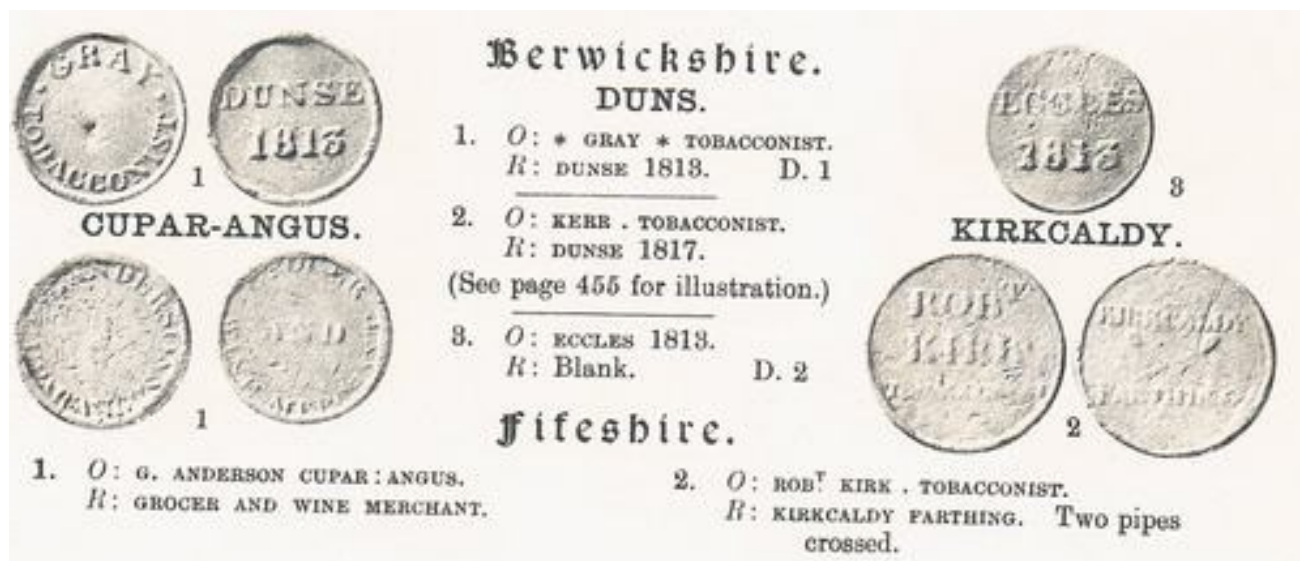 GRAY · TOBACCONIST ·
DUNSE
1813
1
Berwickshire.
DUNS.
1. O: * GRAY * TOBACCONIST.
R: DUNSE 1813. D. 1
2. O: KERR . TOBACCONIST.
R: DUNSE 1817.
(See page 455 for illustration.)
3. O: ECCLES 1813.
R: Blank. D. 2
ECCLES
1813
3
CUPAR-ANGUS.
ANDERSON
AND
1
KIRKCALDY.
ROBT
KIRK
KIRKCALDY
FARTHING
2
Fifeshire.
1. O: G. ANDERSON CUPAR : ANGUS.
R: GROCER AND WINE MERCHANT.
2. O: ROBT KIRK . TOBACCONIST.
R: KIRKCALDY FARTHING. Two pipes
crossed.